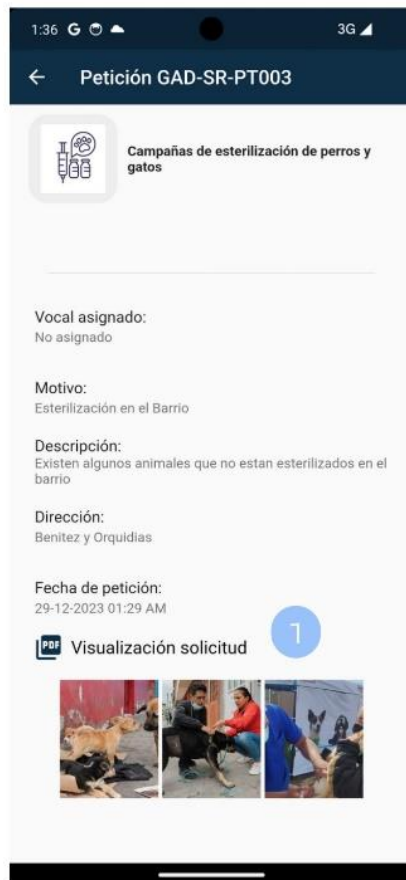 1:36 G 3G
Petición GAD-SR-PT003
Campañas de esterilización de perros y
gatos
Vocal asignado:
No asignado
Motivo:
Esterilización en el Barrio
Descripción:
Existen algunos animales que no estan esterilizados en el
barrio
Dirección:
Benitez y Orquidias
Fecha de petición:
29-12-2023 01:29 AM
1
PDF Visualización solicitud